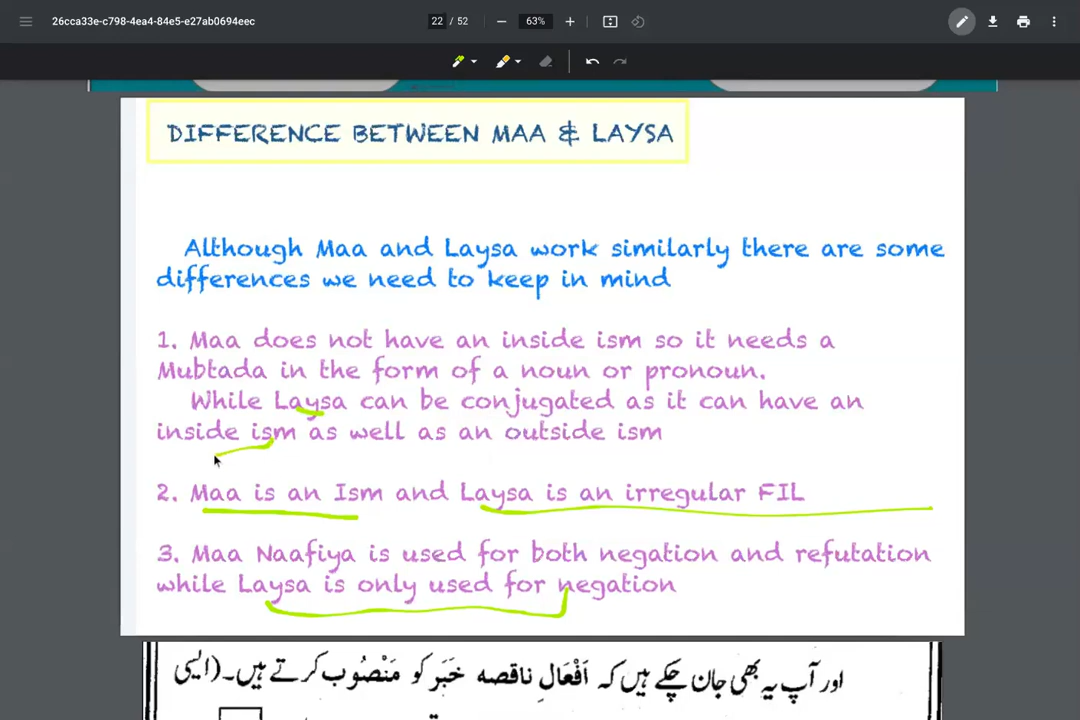 26cca33e-c798-4ea4-84e5-e27ab0694eec
22 / 52
63%
DIFFERENCE BETWEEN MAA & LAYSA
Although Maa and Laysa work similarly there are some
differences we need to keep in mind
1. Maa does not have an inside ism so it needs a
Mubtada in the form of a noun or pronoun.
While Laysa can be conjugated as it can have an
inside ism as well as an outside ism
2. Maa is an Ism and Laysa is an irregular FIL
3. Maa Naafiya is used for both negation and refutation
while Laysa is only used for negation
اور آپ یہ بھی جان چکے ہیں کہ اَفْعَالِ ناقصه خَبَر کو مَنْصُوب کرتے ہیں۔ (ایسی